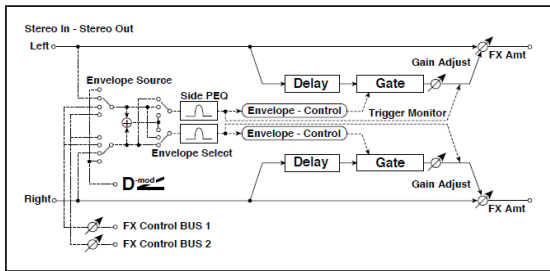 Stereo In - Stereo Out
Left
FX Amt
Envelope Source
Gain Adjust
Side PEQ
Delay
Gate
Envelope - Control
Trigger Monitor
Envelope - Control
Envelope Select
Delay
Gate
D-mod
Gain Adjust
Right
FX Amt
FX Control BUS 1
FX Control BUS 2